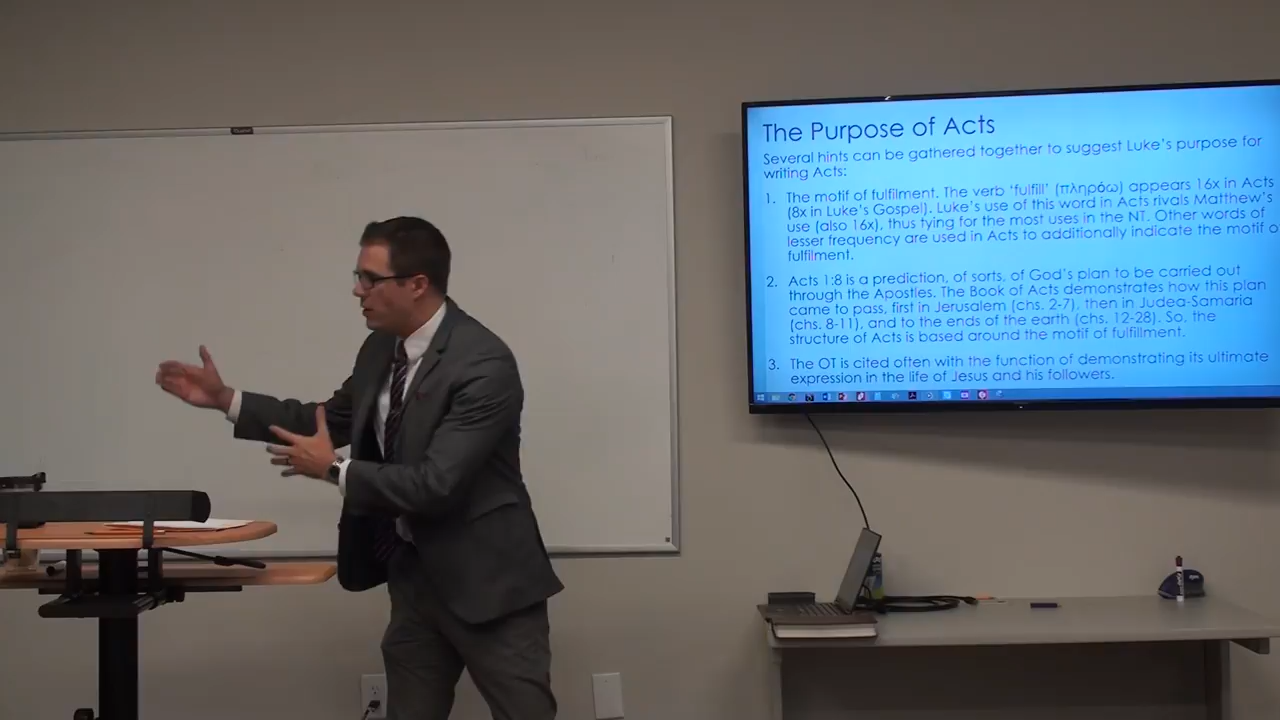 The Purpose of Acts
Several hints can be gathered together to suggest Luke's purpose for
writing Acts:
1. The motif of fulfilment. The verb 'fulfill' (πληρόω) appears 16x in Acts
(8x in Luke's Gospel). Luke's use of this word in Acts rivals Matthew's
use (also 16x), thus tying for the most uses in the NT. Other words of
lesser frequency are used in Acts to additionally indicate the motif o
fulfilment.
2. Acts 1:8 is a prediction, of sorts, of God's plan to be carried out
through the Apostles. The Book of Acts demonstrates how this plan
came to pass, first in Jerusalem (chs. 2-7), then in Judea-Samaria
(chs. 8-11), and to the ends of the earth (chs. 12-28). So, the
structure of Acts is based around the motif of fulfillment.
3. The OT is cited often with the function of demonstrating its ultimate
expression in the life of Jesus and his followers.